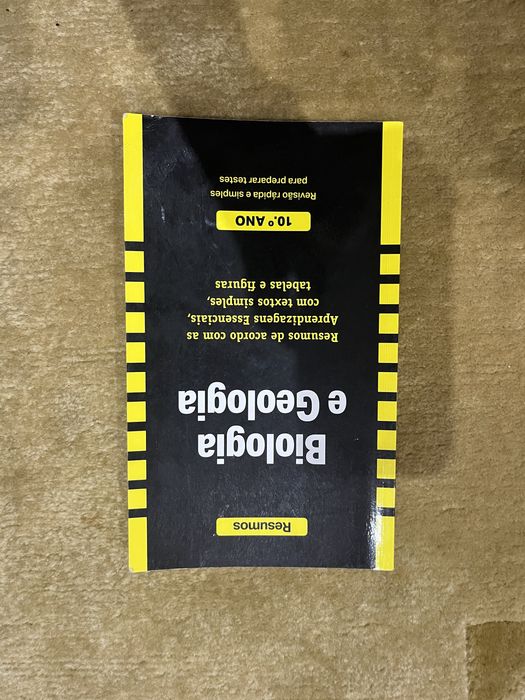 Resumos
Biologia
e Geologia
Resumos de acordo com as
Aprendizagens Essenciais,
com textos simples,
tabelas e figuras
10.º ANO
Revisão rápida e simples
para preparar testes